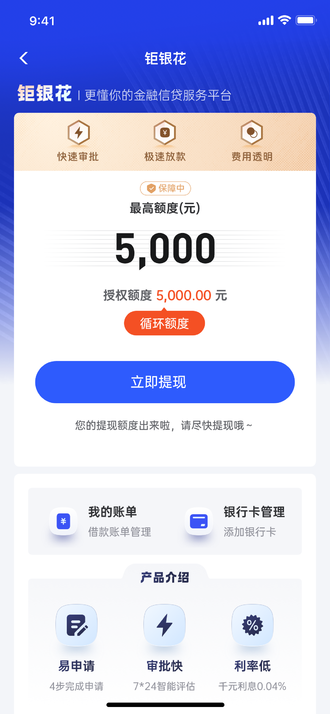 9:41
钜银花
钜银花 | 更懂你的金融信贷服务平台
快速审批 极速放款 费用透明
保障中
最高额度(元)
5,000
授权额度 5,000.00 元
循环额度
立即提现
您的提现额度出来啦，请尽快提现哦~
我的账单 银行卡管理
借款账单管理 添加银行卡
产品介绍
易申请 审批快 利率低
4步完成申请 7*24智能评估 千元利息0.04%